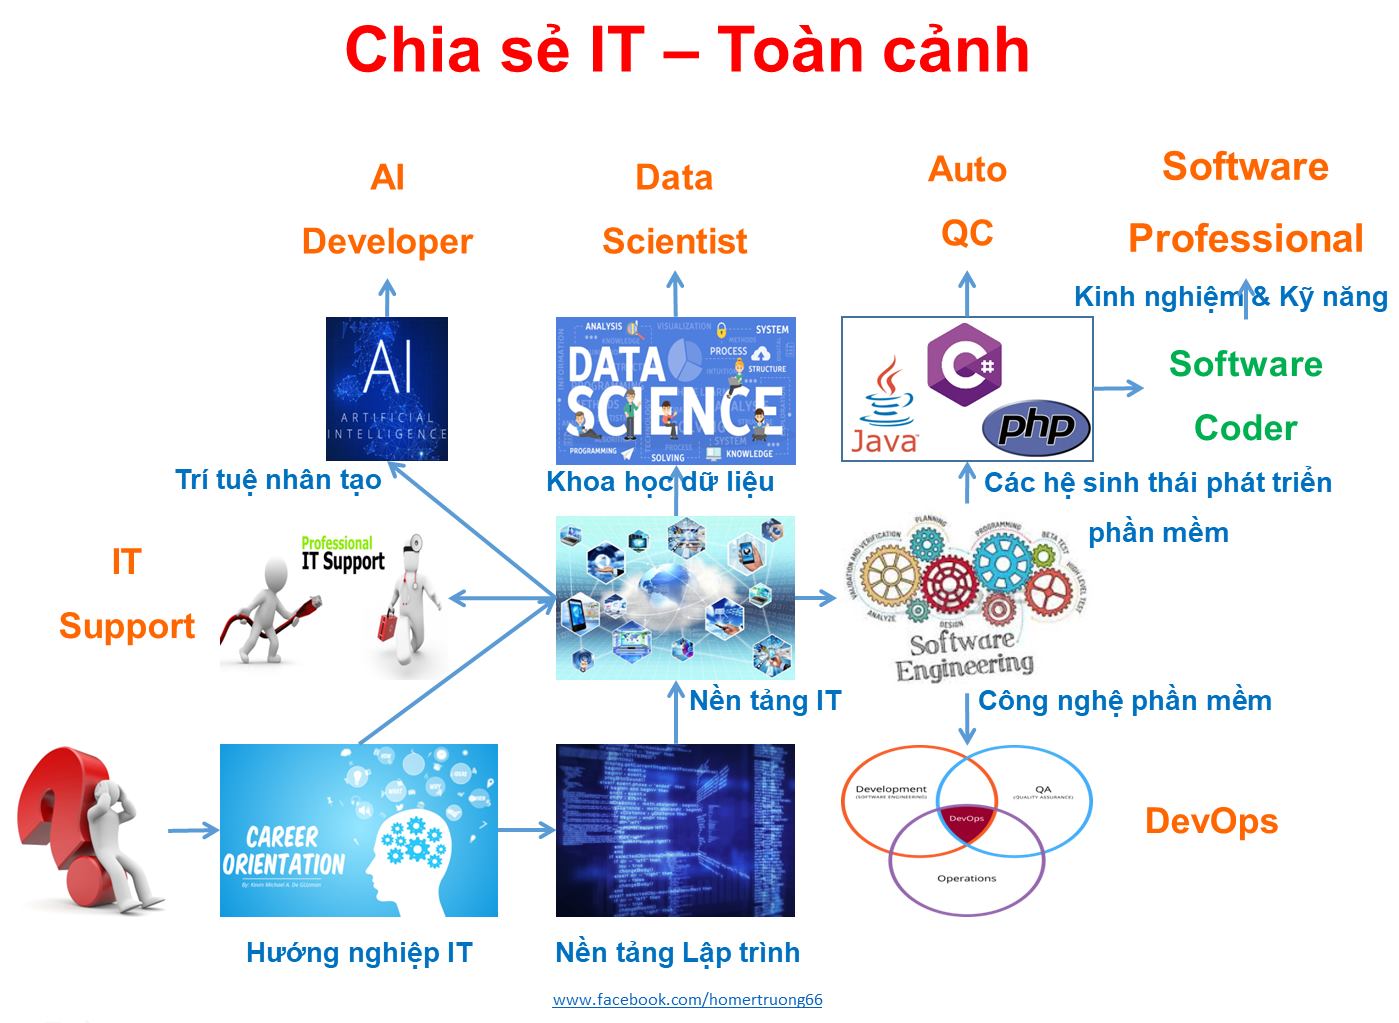 Chia sẻ IT – Toàn cảnh
AI
Developer
Data
Scientist
Auto
QC
Software
Professional
Kinh nghiệm & Kỹ năng
AI
ARTIFICIAL
INTELLIGENCE
ANALYSIS
VISUALIZATION
SYSTEM
KNOWLEDGE
METHODS
INFORMATION
PROCESS
STRUCTURE
DATA
SCIENCE
PROGRAMMING
PROCESS
SOLVING
SYSTEM
KNOWLEDGE
C#
Java
php
Software
Coder
Trí tuệ nhân tạo
Khoa học dữ liệu
Các hệ sinh thái phát triển
phần mềm
IT
Support
Professional
IT Support
PLANNING
PROGRAMMING
BETA TEST
HIGH LEVEL TEST
VALIDATION AND VERIFICATION
ANALYZE
DESIGN
Software
Engineering
Nền tảng IT
Công nghệ phần mềm
?
CAREER
ORIENTATION
By: Kevin Michael A. De Guzman
HOW
WHAT
WHY
Development
(SOFTWARE ENGINEERING)
QA
(QUALITY ASSURANCE)
DevOps
Operations
DevOps
Hướng nghiệp IT
Nền tảng Lập trình
www.facebook.com/homertruong66